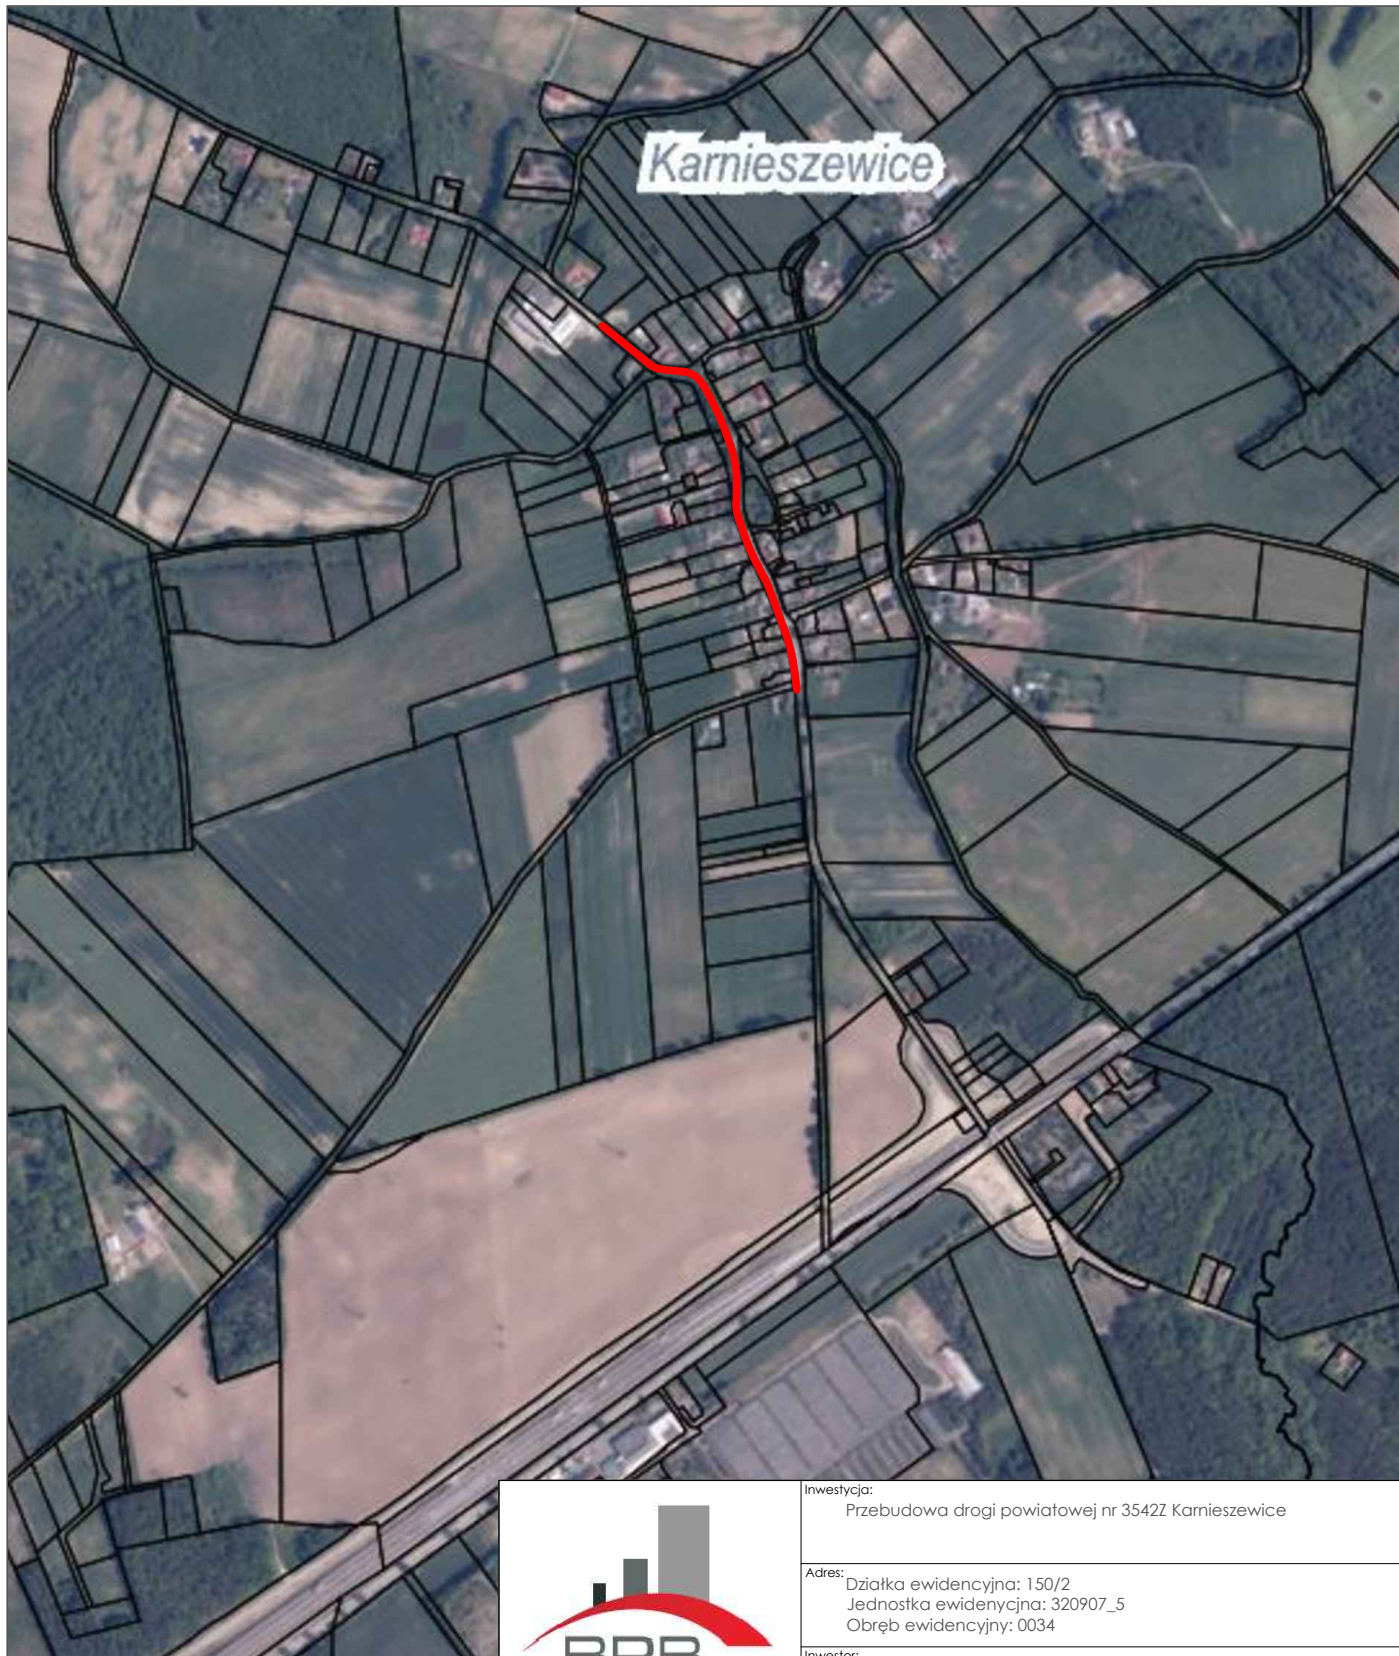 Karnieszewice
Inwestycja:
Przebudowa drogi powiatowej nr 3542Z Karnieszewice
Adres:
Działka ewidencyjna: 150/2
Jednostka ewidenycjna: 320907_5
Obręb ewidencyjny: 0034
Inwestor: